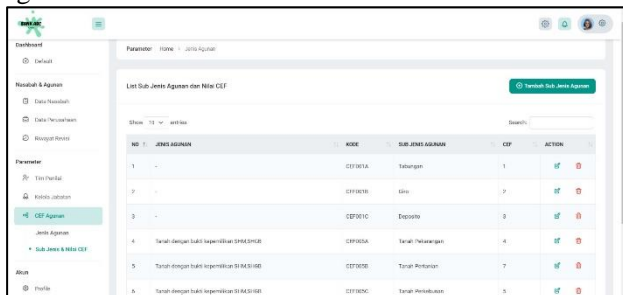 Dashboard
Default
Nasabah & Agunan
Data Nasabah
Data Perusahaan
Riwayat Revisi
Parameter
Tim Penilai
Kelola Jabatan
CEF Agunan
Jenis Agunan
Sub Jenis & Nilai CEF
Akun
Profile
Parameter Home Jenis Agunan
List Sub Jenis Agunan dan Nilai CEF
Tambah Sub Jenis Agunan
Show 10 entries
Search:
NO JENIS AGUNAN KODE SUB JENIS AGUNAN CEF ACTION
1 - CEF001A Tabungan 1
2 - CEF001B Giro 2
3 - CEF001C Deposito 3
4 Tanah dengan bukti kepemilikan SHM,SHGB CEF005A Tanah Pekarangan 4
5 Tanah dengan bukti kepemilikan SHM,SHGB CEF005B Tanah Pertanian 7
6 Tanah dengan bukti kepemilikan SHM,SHGB CEF005C Tanah Perkebunan 5